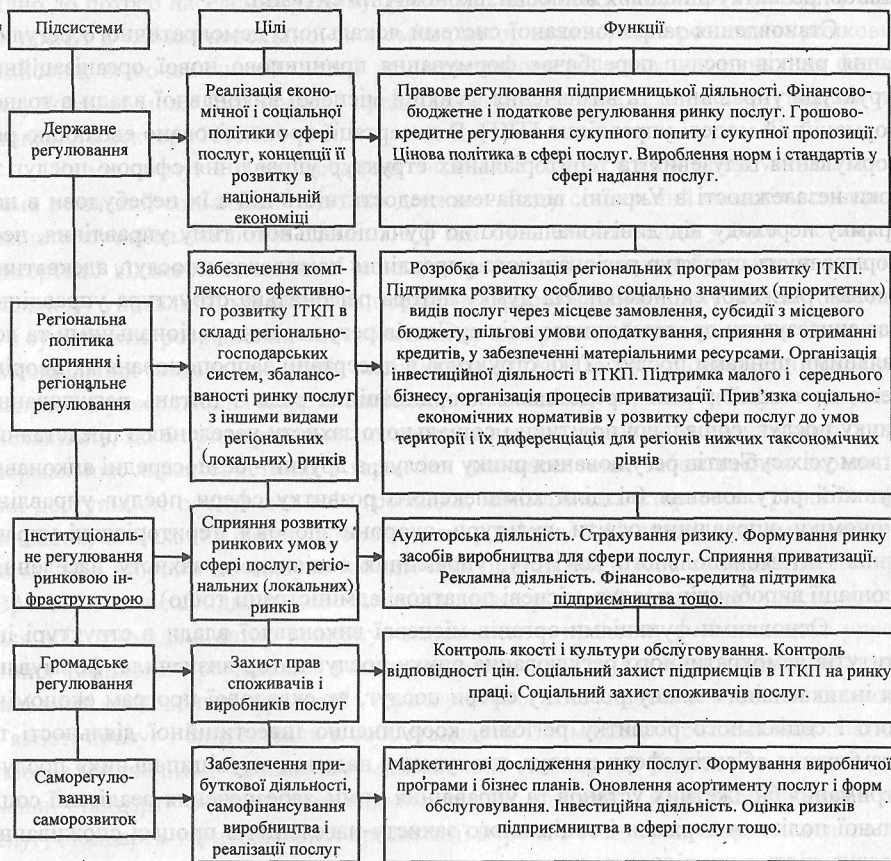 Підсистеми
Цілі
Функції
Державне
регулювання
Реалізація еконо-
мічної і соціальної
політики у сфері
послуг, концепції її
розвитку в
національній
економіці
Правове регулювання підприємницької діяльності. Фінансово-
бюджетне та податкове регулювання ринку послуг. Грошово-
кредитне регулювання сукупного попиту і сукупної пропозиції.
Цінова політика в сфері послуг. Вироблення норм і стандартів у
сфері надання послуг.
Регіональна
політика
сприяння і
регіональне
регулювання
Забезпечення комп-
лексного ефективно-
го розвитку ІТКП в
складі регіонально-
господарських
систем, збалансо-
ваності ринку послуг
з іншими видами
регіональних
(локальних) ринків
Розробка і реалізація регіональних програм розвитку ІТКП.
Підтримка розвитку особливо соціально значимих (пріоритетних)
видів послуг через місцеве замовлення, субсидії з місцевого
бюджету, пільгові умови оподаткування, сприяння в отриманні
кредитів, у забезпеченні матеріальними ресурсами. Організація
інвестиційної діяльності в ІТКП. Підтримка малого і середнього
бізнесу, організація процесів приватизації. Прив'язка соціально-
економічних нормативів у розвитку сфери послуг до умов
території і їх диференціація для регіонів нижчих таксономічних
рівнів
Інституціональ-
не регулювання
ринковою ін-
фраструктурою
Сприяння розвитку
ринкових умов у
сфері послуг, регіо-
нальних (локальних)
ринків
Аудиторська діяльність. Страхування ризику. Формування ринку
засобів виробництва для сфери послуг. Сприяння приватизації.
Рекламна діяльність. Фінансово-кредитна підтримка
підприємництва тощо.
Громадське
регулювання
Захист прав
споживачів і
виробників послуг
Контроль якості і культури обслуговування. Контроль
відповідності цін. Соціальний захист підприємців в ІТКП на ринку
праці. Соціальний захист споживачів послуг.
Саморегулю-
вання і
саморозвиток
Забезпечення при-
буткової діяльності,
самофінансування
виробництва і
реалізації послуг
Маркетингові дослідження ринку послуг. Формування виробничої
програми і бізнес планів. Оновлення асортименту послуг і форм
обслуговування. Інвестиційна діяльність. Оцінка ризику
підприємництва в сфері послуг тощо.